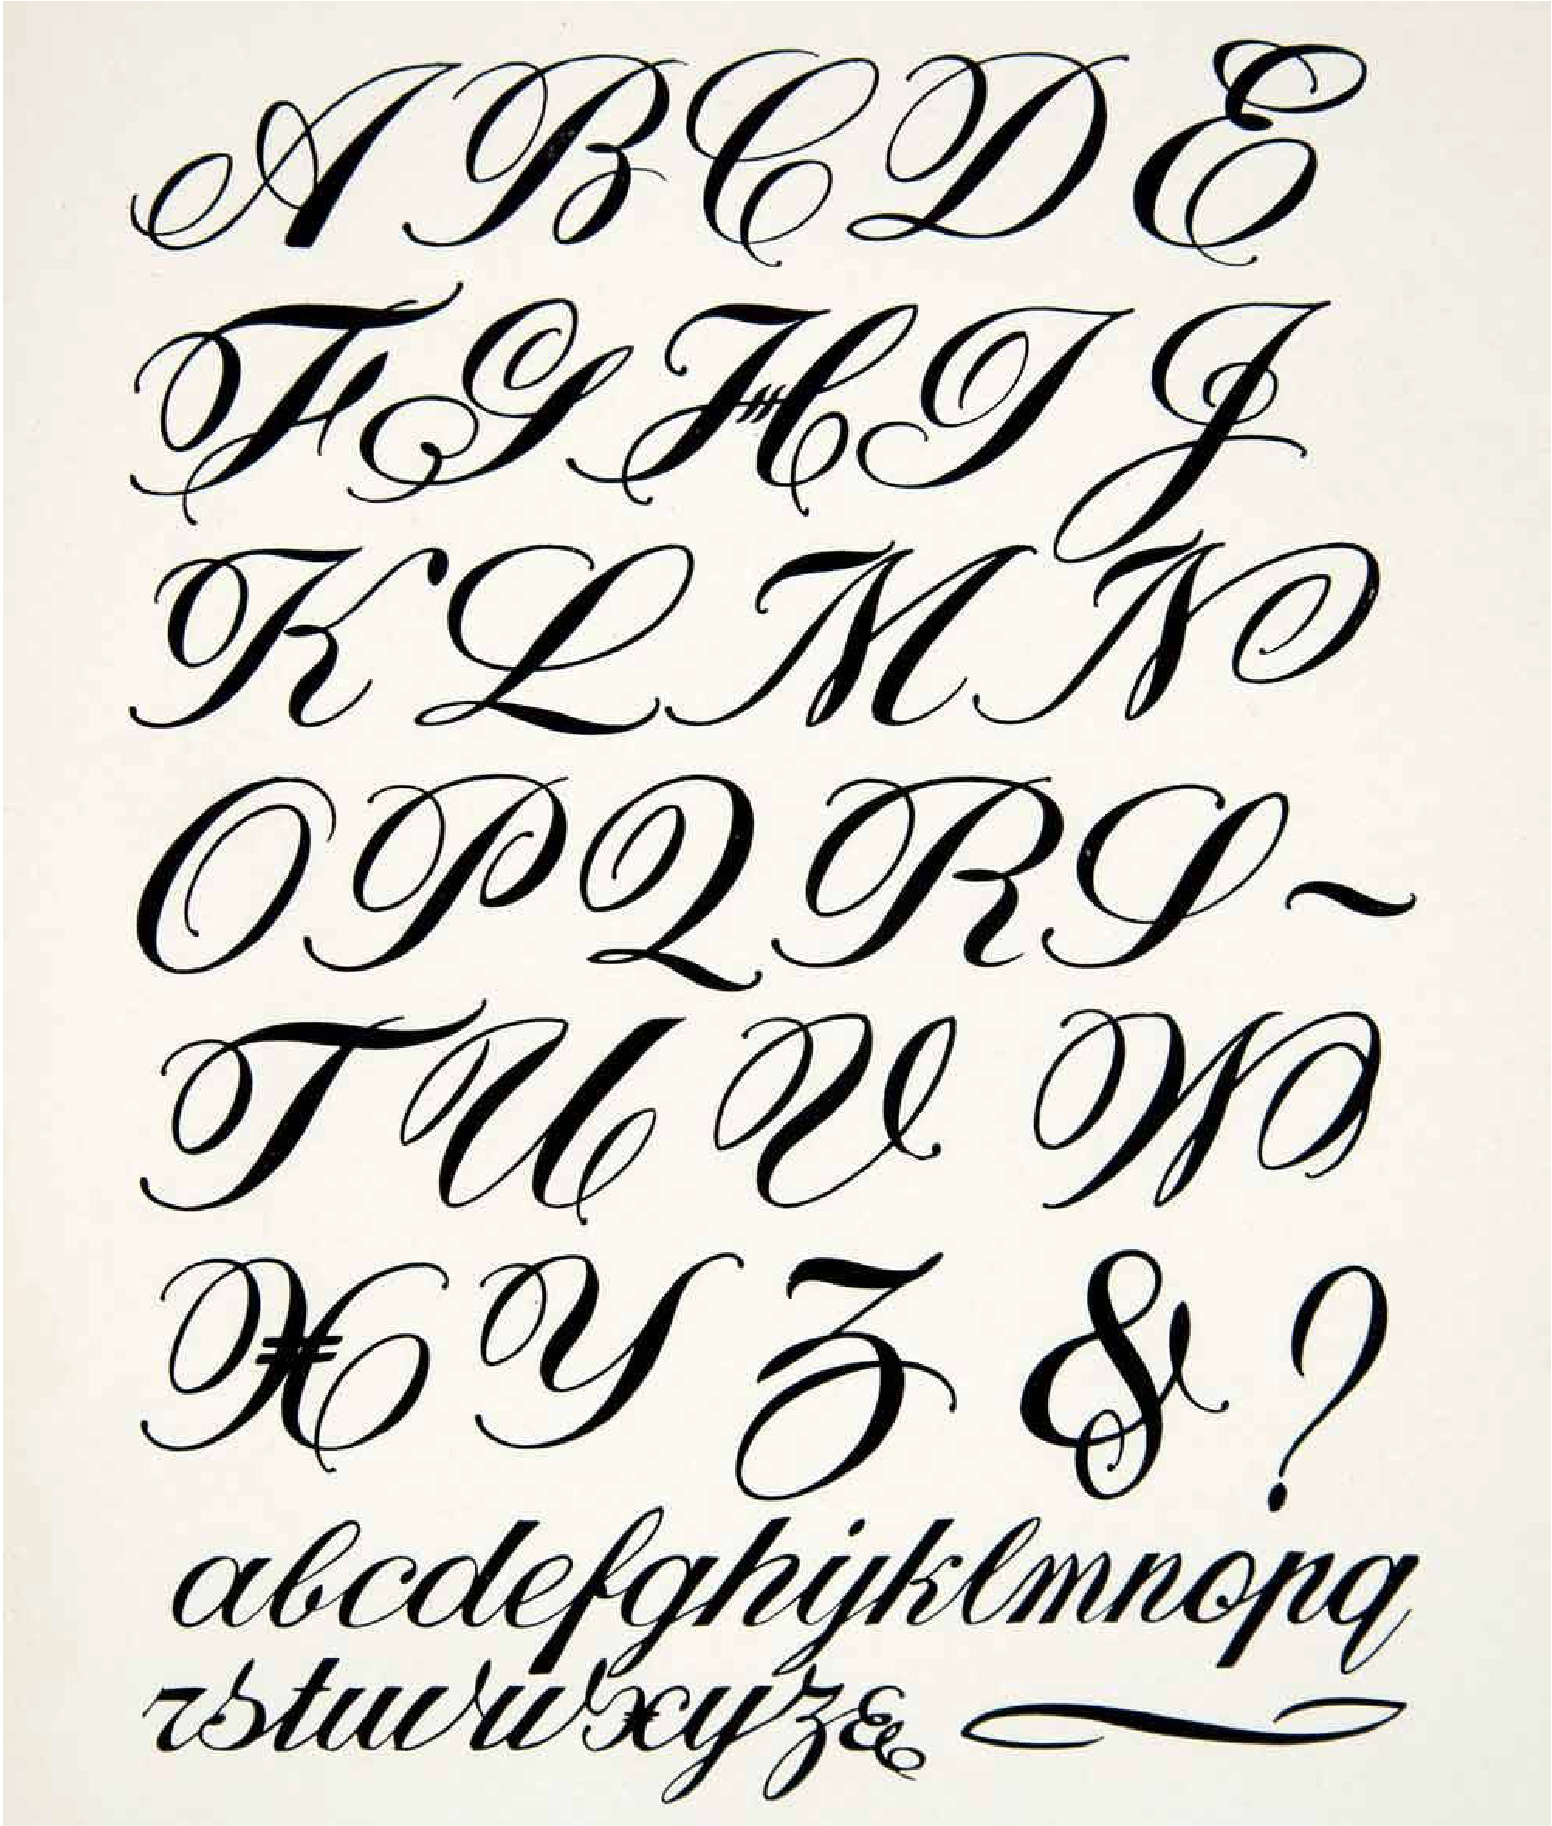 A B C D E
F G H I J
K L M N O
P Q R S ~
T U V W
X Y Z & ?
abcdefghijklmnopq
rstuvwxyz&